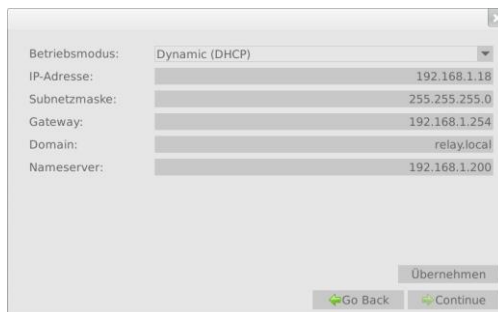 Betriebsmodus: Dynamic (DHCP)
IP-Adresse: 192.168.1.18
Subnetzmaske: 255.255.255.0
Gateway: 192.168.1.254
Domain: relay.local
Nameserver: 192.168.1.200
Übernehmen
Go Back Continue